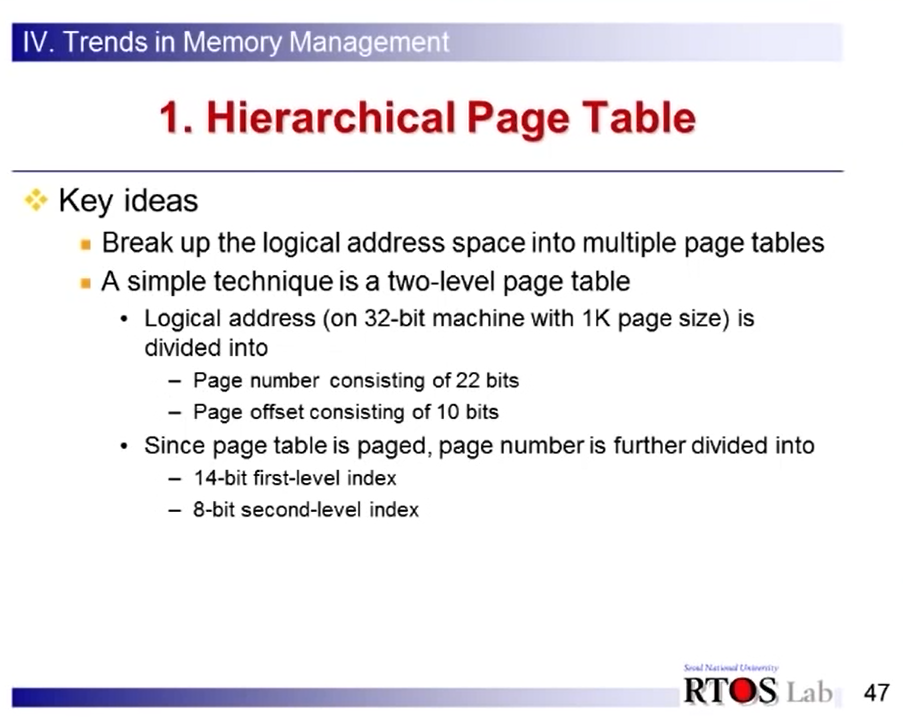 IV. Trends in Memory Management
1. Hierarchical Page Table
Key ideas
Break up the logical address space into multiple page tables
A simple technique is a two-level page table
• Logical address (on 32-bit machine with 1K page size) is
divided into
– Page number consisting of 22 bits
– Page offset consisting of 10 bits
• Since page table is paged, page number is further divided into
– 14-bit first-level index
– 8-bit second-level index
Seoul National University
RTOS Lab
47